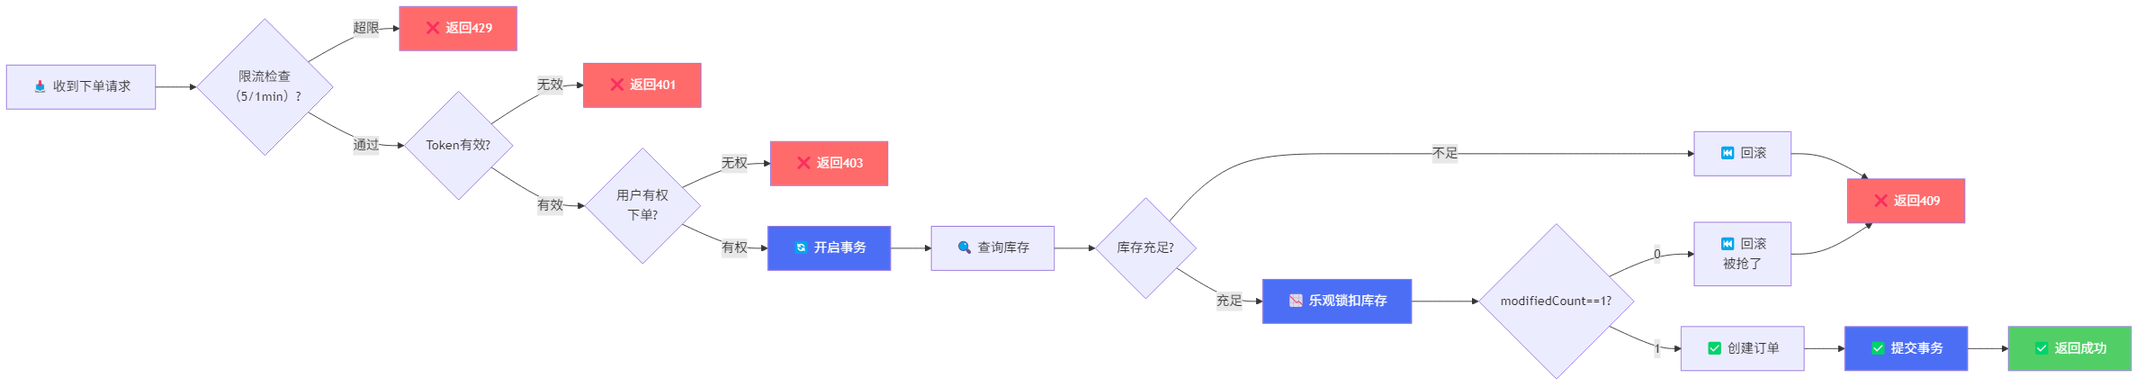 📥 收到下单请求
限流检查
（5/1min）?
超限
❌ 返回429
通过
Token有效?
无效
❌ 返回401
有效
用户有权
下单?
无权
❌ 返回403
有权
🔄 开启事务
🔍 查询库存
库存充足?
不足
⏮️ 回滚
❌ 返回409
充足
📉 乐观锁扣库存
modifiedCount==1?
0
⏮️ 回滚
被抢了
1
✅ 创建订单
✅ 提交事务
✅ 返回成功